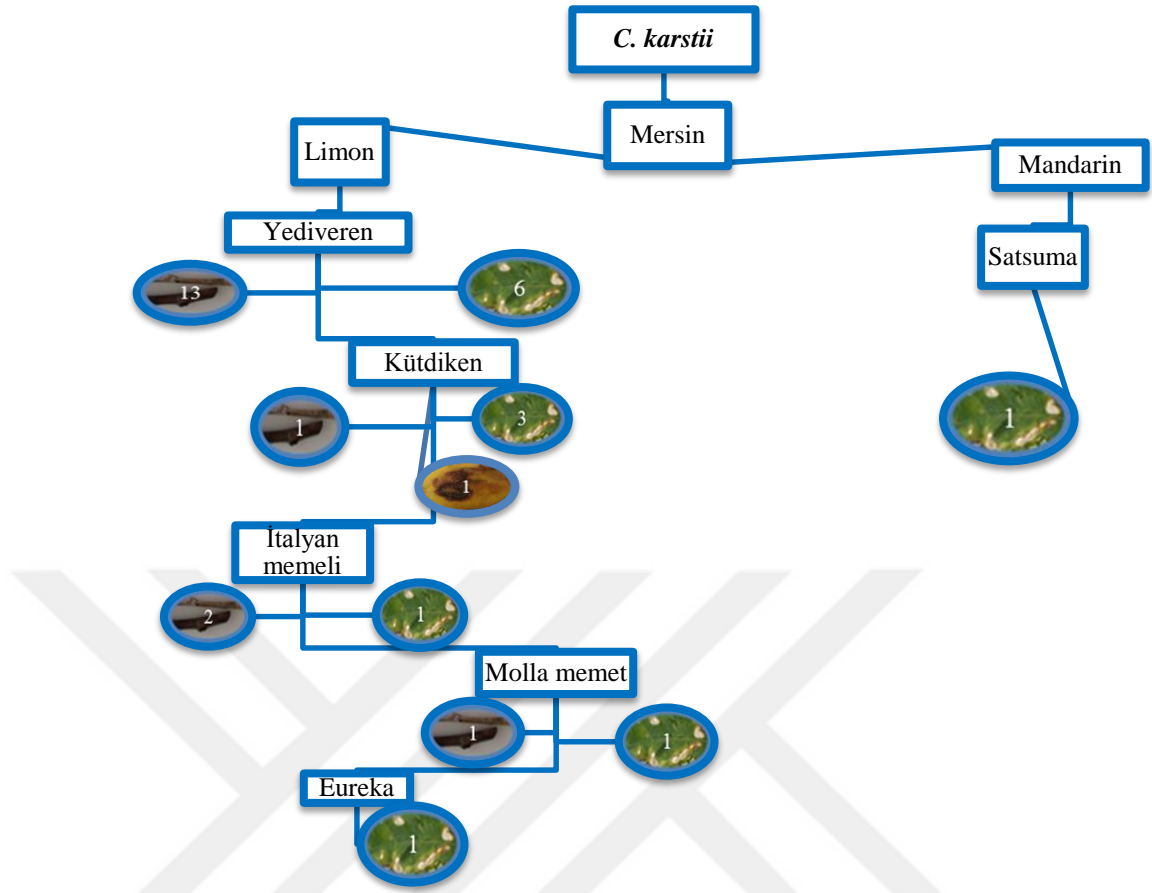 C. karstii
Mersin
Limon
Mandarin
Yediveren
Satsuma
13
6
Kütdiken
1
3
1
1
İtalyan
memeli
2
1
Molla memet
1
1
Eureka
1